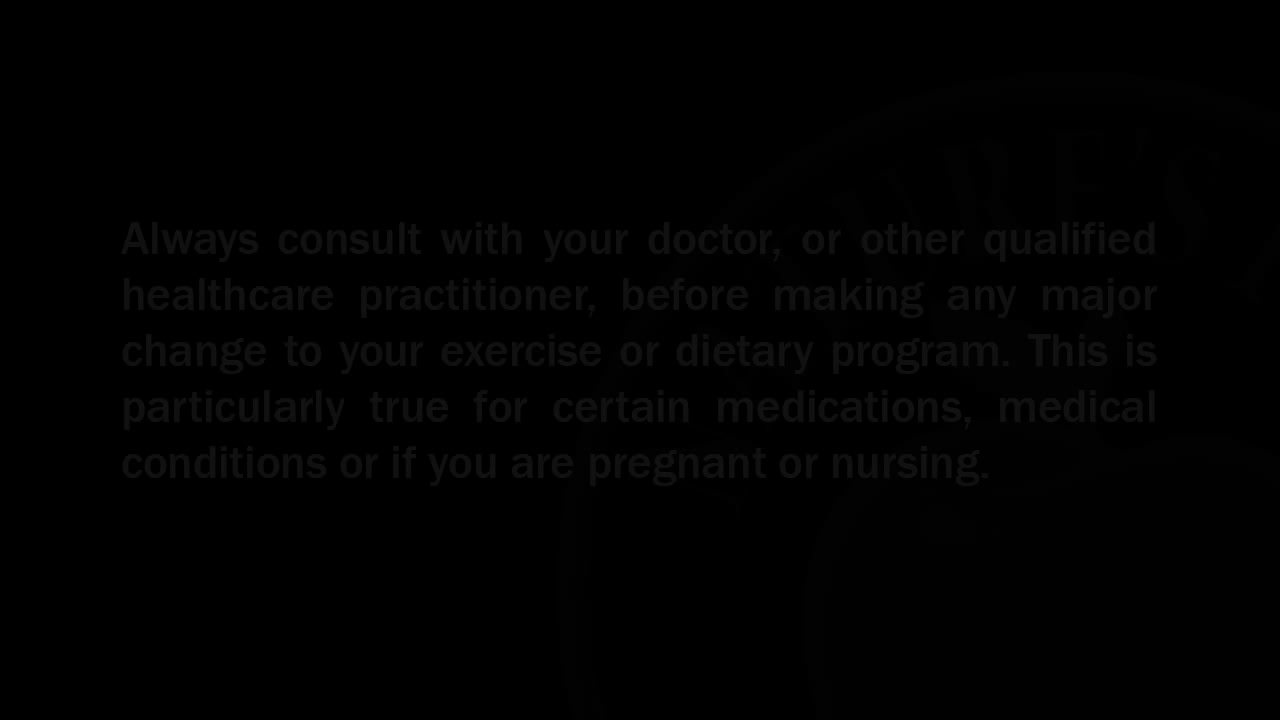 Always consult with your doctor, or other qualified
healthcare practitioner, before making any major
change to your exercise or dietary program. This is
particularly true for certain medications, medical
conditions or if you are pregnant or nursing.